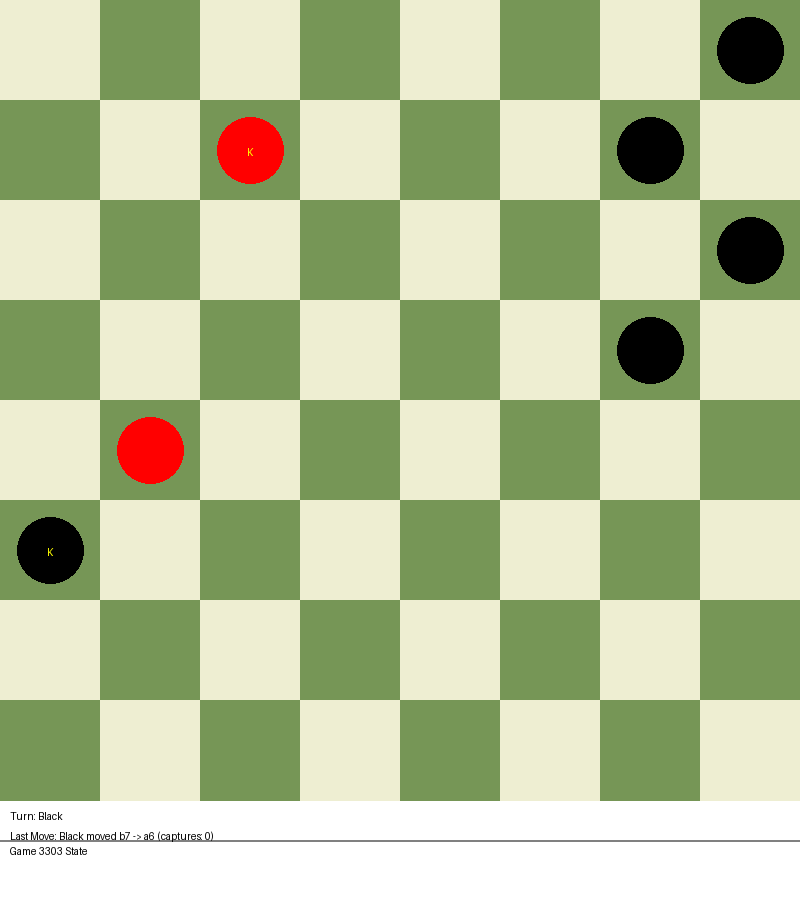 K
K
Turn: Black
Last Move: Black moved b7 -> a6 (captures: 0)
Game 3303 State